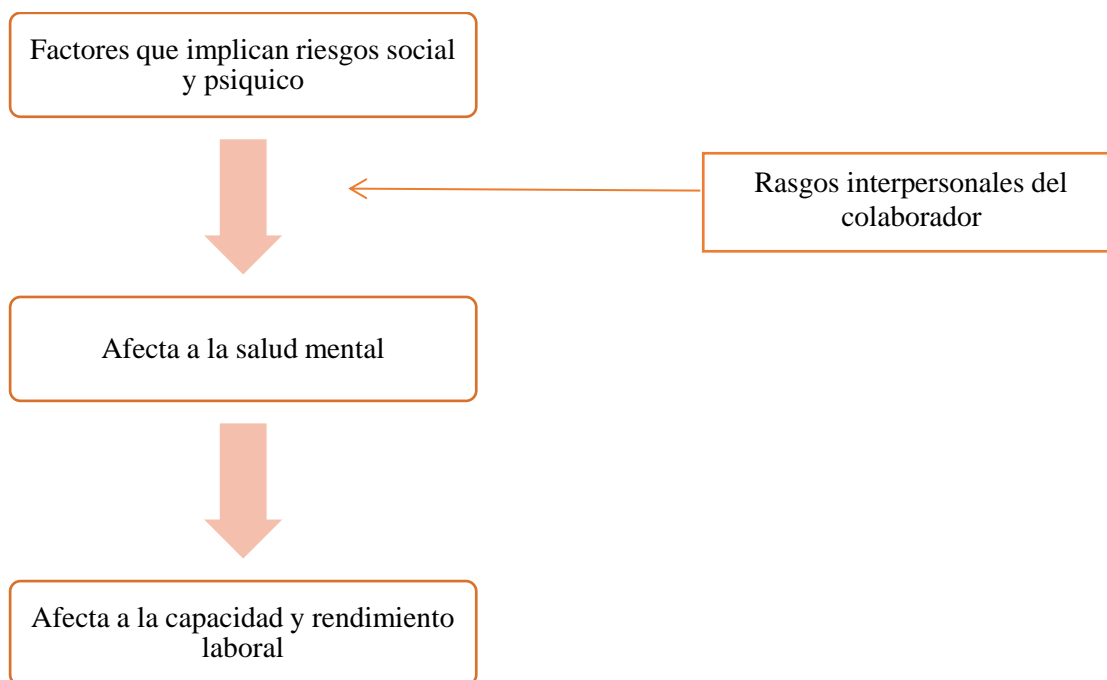 Factores que implican riesgos social
y psiquico
Rasgos interpersonales del
colaborador
Afecta a la salud mental
Afecta a la capacidad y rendimiento
laboral